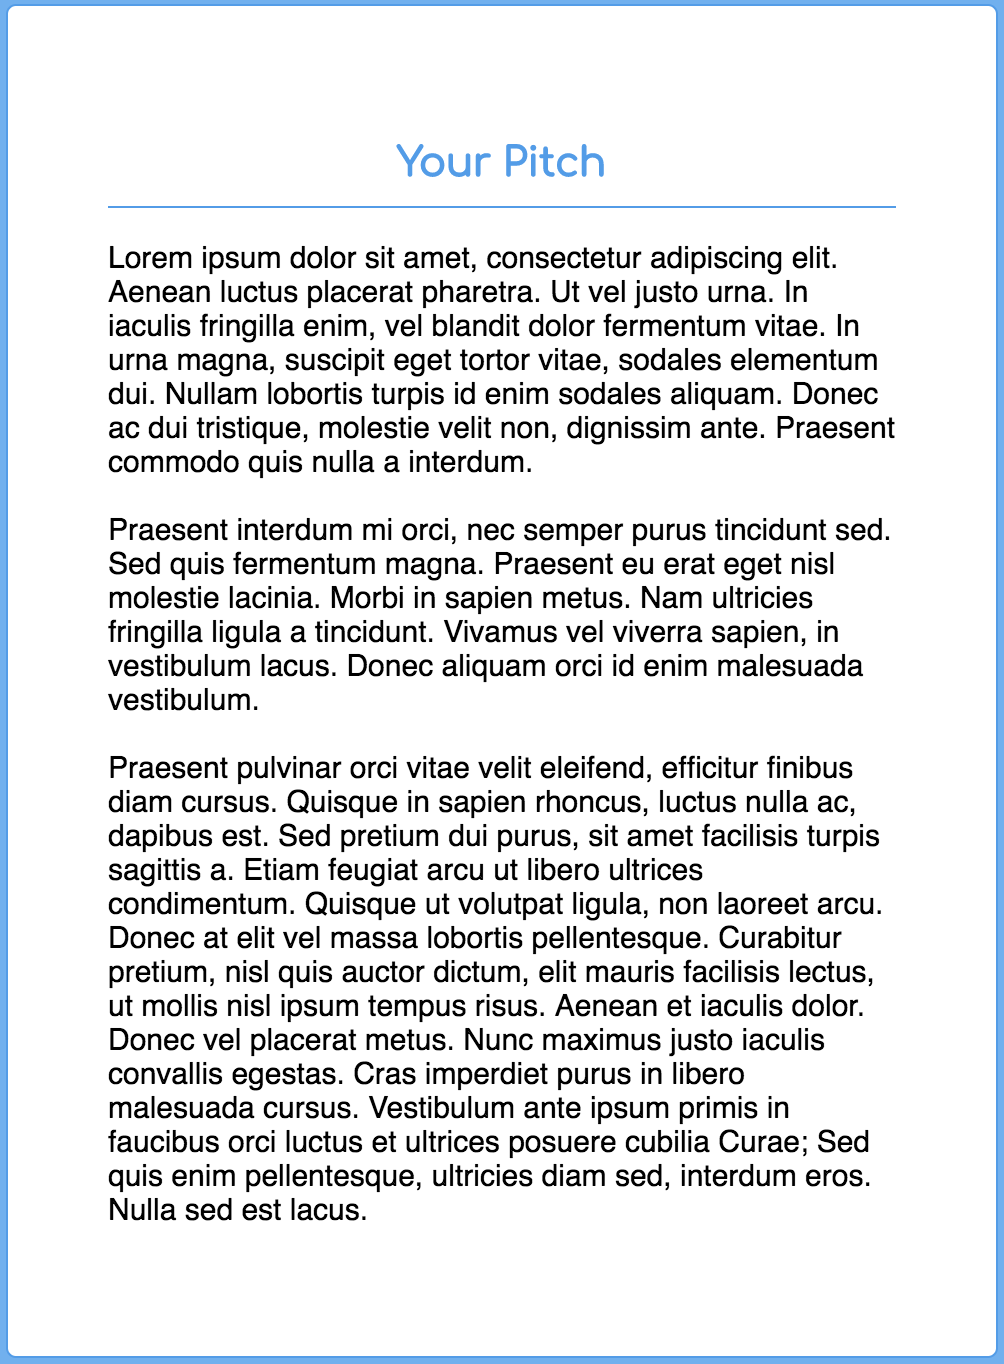 Your Pitch
Lorem ipsum dolor sit amet, consectetur adipiscing elit.
Aenean luctus placerat pharetra. Ut vel justo urna. In
iaculis fringilla enim, vel blandit dolor fermentum vitae. In
urna magna, suscipit eget tortor vitae, sodales elementum
dui. Nullam lobortis turpis id enim sodales aliquam. Donec
ac dui tristique, molestie velit non, dignissim ante. Praesent
commodo quis nulla a interdum.
Praesent interdum mi orci, nec semper purus tincidunt sed.
Sed quis fermentum magna. Praesent eu erat eget nisl
molestie lacinia. Morbi in sapien metus. Nam ultricies
fringilla ligula a tincidunt. Vivamus vel viverra sapien, in
vestibulum lacus. Donec aliquam orci id enim malesuada
vestibulum.
Praesent pulvinar orci vitae velit eleifend, efficitur finibus
diam cursus. Quisque in sapien rhoncus, luctus nulla ac,
dapibus est. Sed pretium dui purus, sit amet facilisis turpis
sagittis a. Etiam feugiat arcu ut libero ultrices
condimentum. Quisque ut volutpat ligula, non laoreet arcu.
Donec at elit vel massa lobortis pellentesque. Curabitur
pretium, nisl quis auctor dictum, elit mauris facilisis lectus,
ut mollis nisl ipsum tempus risus. Aenean et iaculis dolor.
Donec vel placerat metus. Nunc maximus justo iaculis
convallis egestas. Cras imperdiet purus in libero
malesuada cursus. Vestibulum ante ipsum primis in
faucibus orci luctus et ultrices posuere cubilia Curae; Sed
quis enim pellentesque, ultricies diam sed, interdum eros.
Nulla sed est lacus.